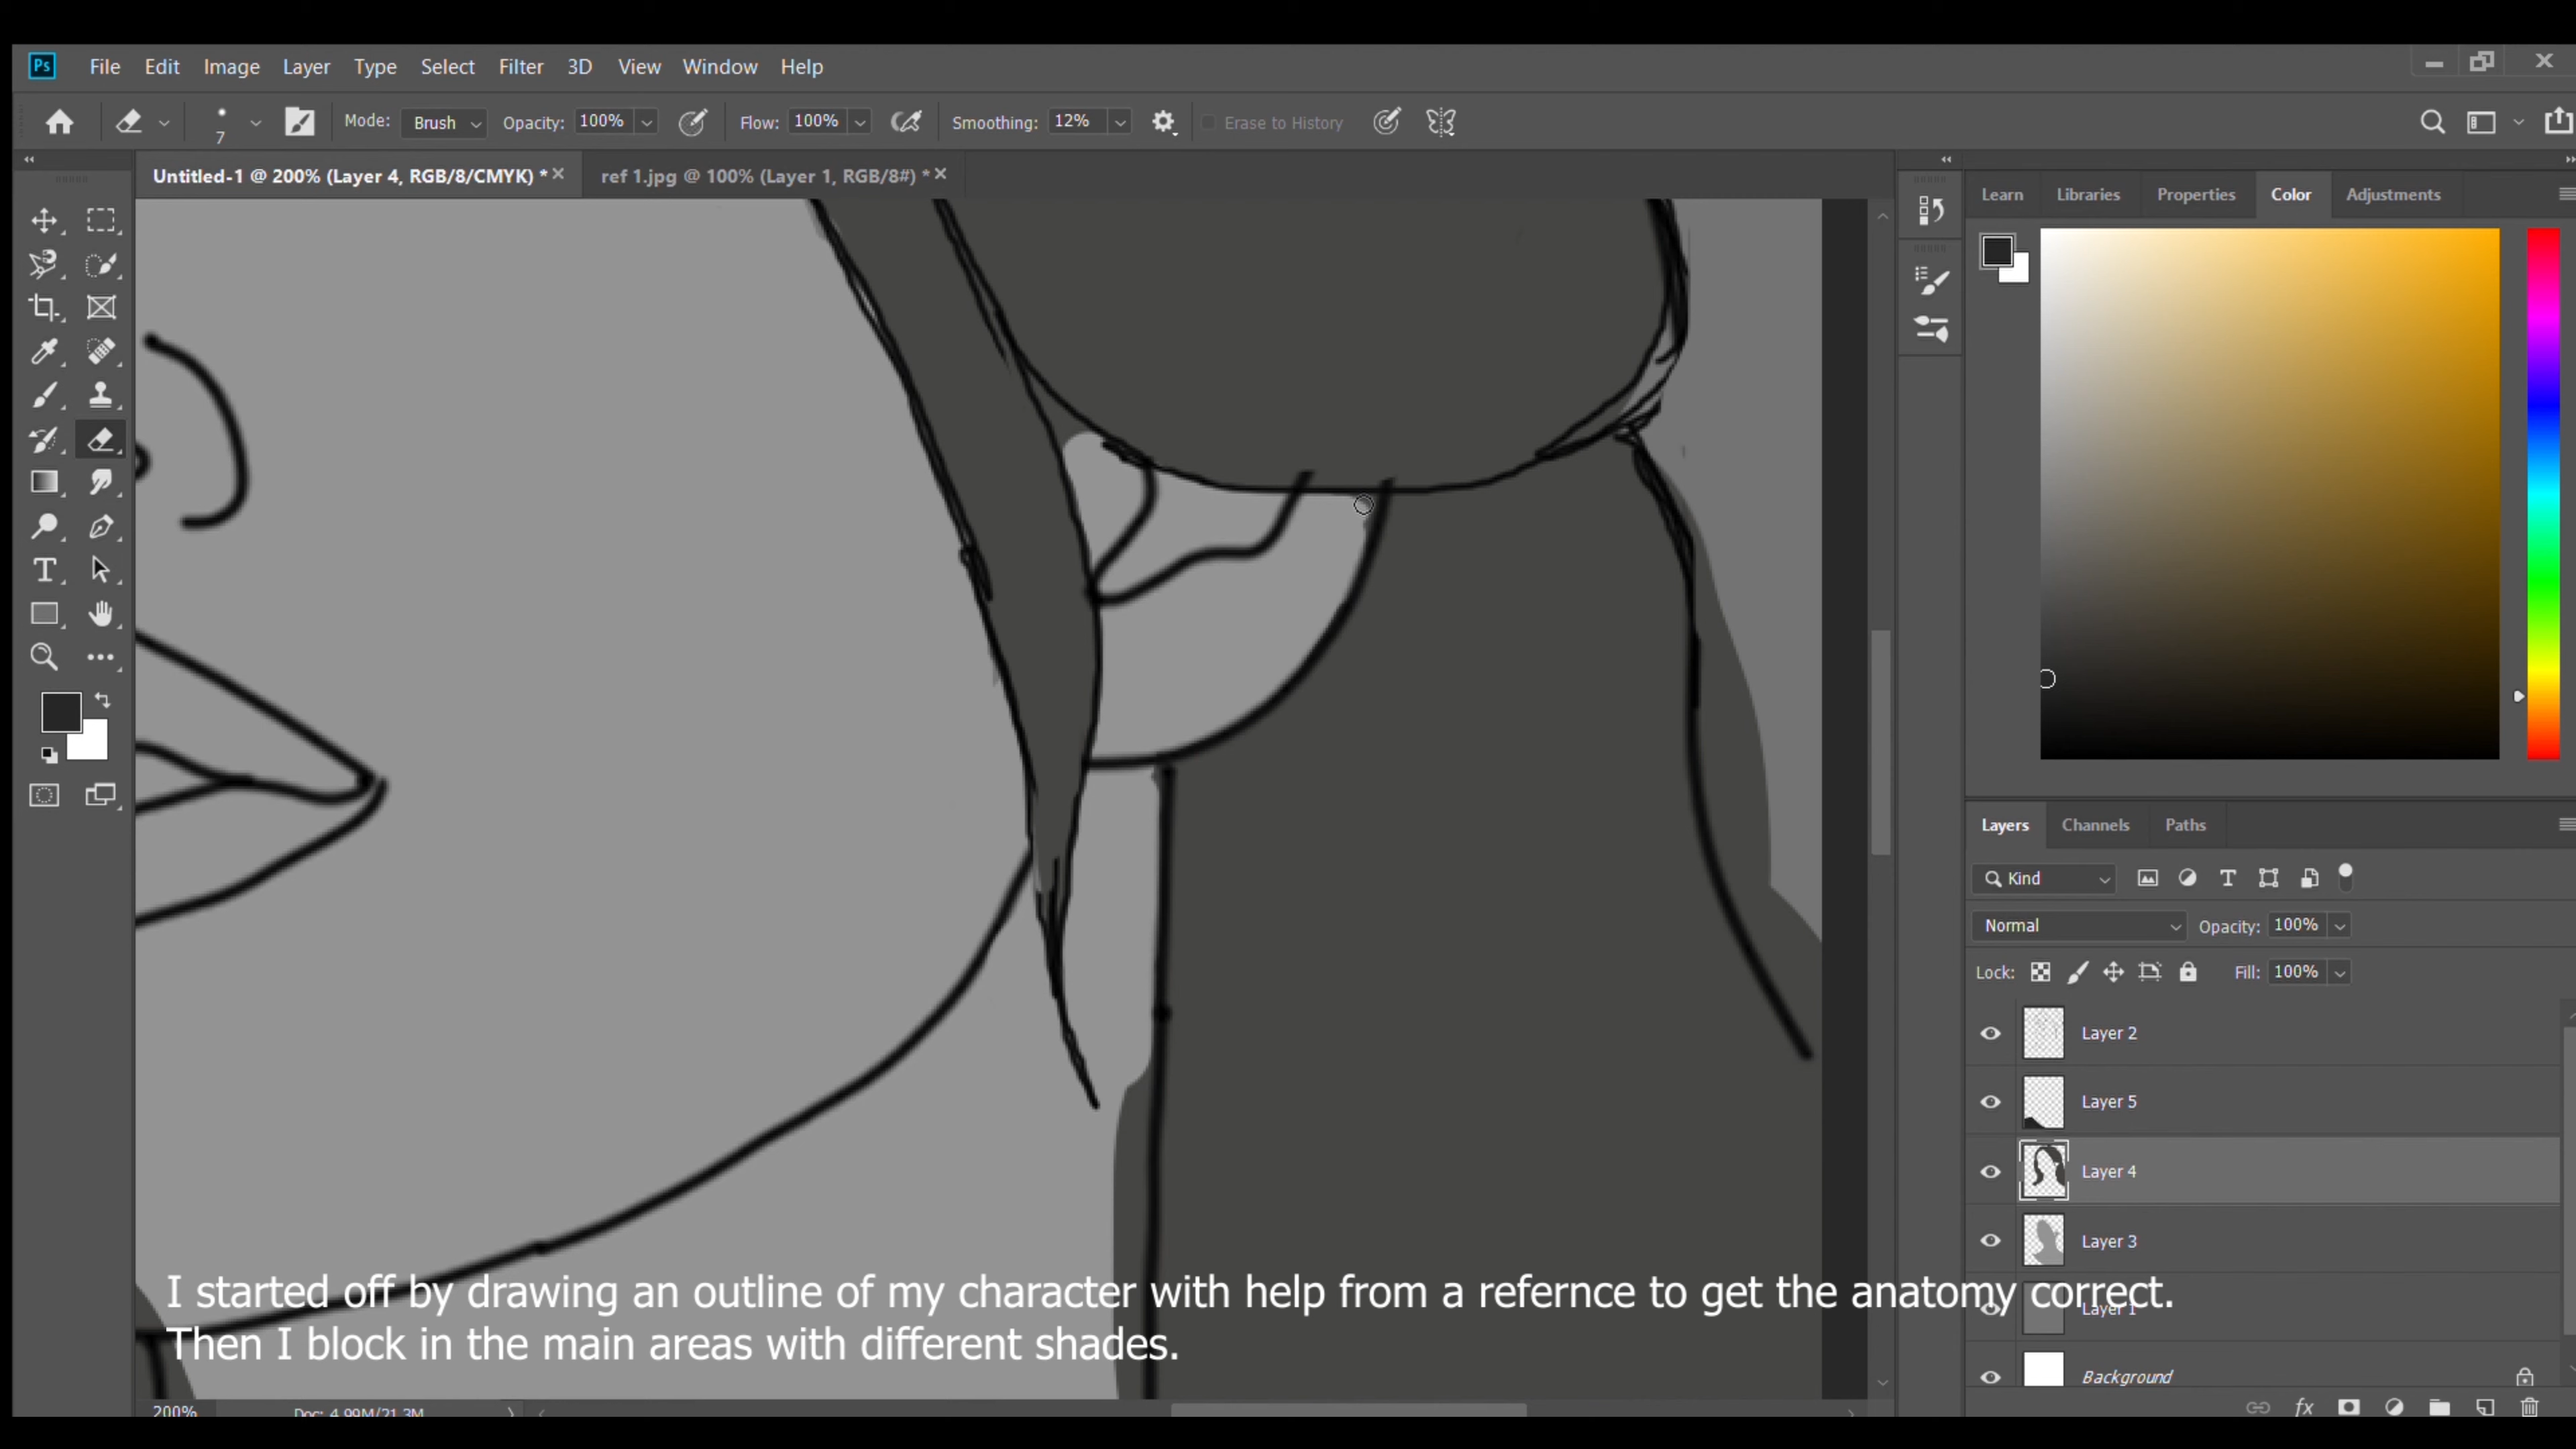 Ps File Edit Image Layer Type Select Filter 3D View Window Help
7 Mode: Brush Opacity: 100% Flow: 100% Smoothing: 12% Erase to History
Untitled-1 @ 200% (Layer 4, RGB/8/CMYK) * ref 1.jpg @ 100% (Layer 1, RGB/8#) *
Learn Libraries Properties Color Adjustments
Layers Channels Paths
Kind
Normal Opacity: 100%
Lock: Fill: 100%
Layer 2
Layer 5
Layer 4
Layer 3
Layer 1
Background
I started off by drawing an outline of my character with help from a refernce to get the anatomy correct.
Then I block in the main areas with different shades.
200% Doc: 4.99M/21.3M
fx